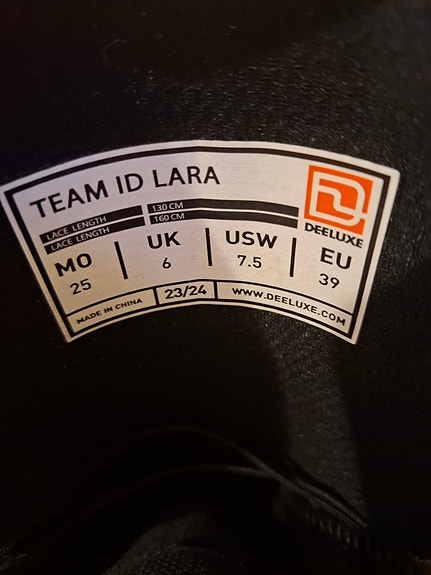 TEAM ID LARA
DEELUXE
LACE LENGTH 130 CM
LACE LENGTH 160 CM
MO UK USW EU
25 6 7.5 39
MADE IN CHINA 23/24 WWW.DEELUXE.COM